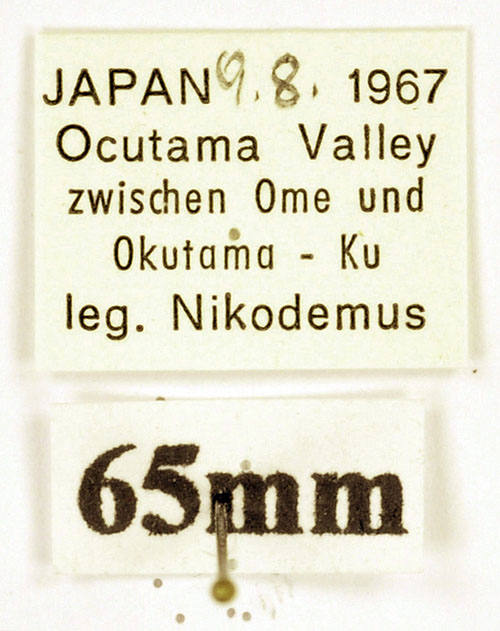 JAPAN 9.8. 1967
Ocutama Valley
zwischen Ome und
Okutama - Ku
leg. Nikodemus
65mm